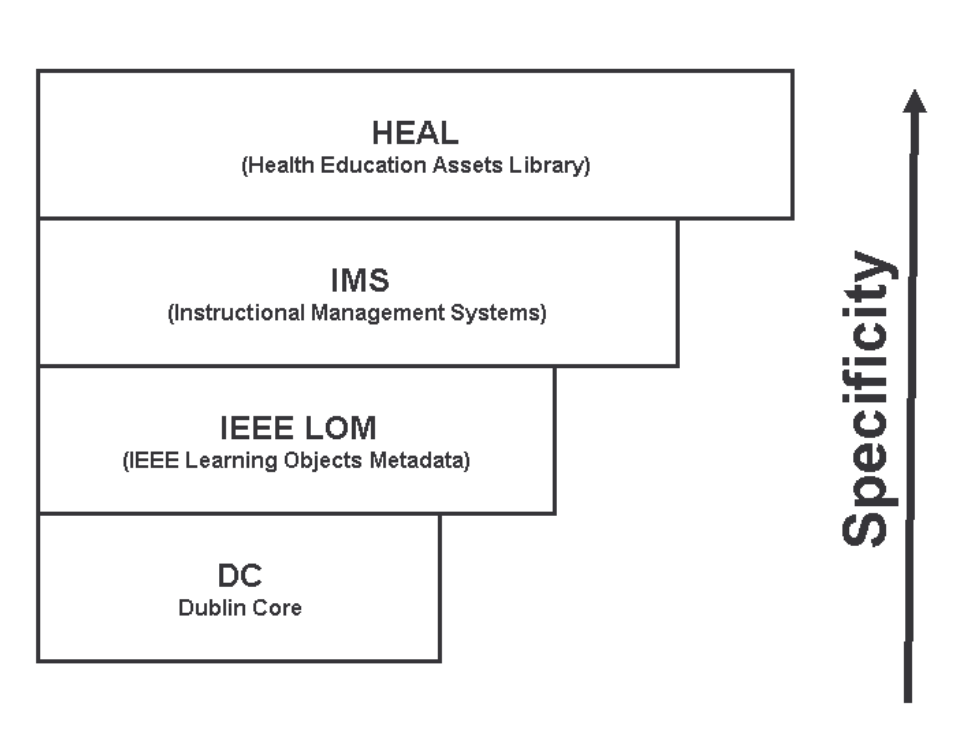 HEAL
(Health Education Assets Library)
IMS
(Instructional Management Systems)
IEEE LOM
(IEEE Learning Objects Metadata)
DC
Dublin Core
Specificity